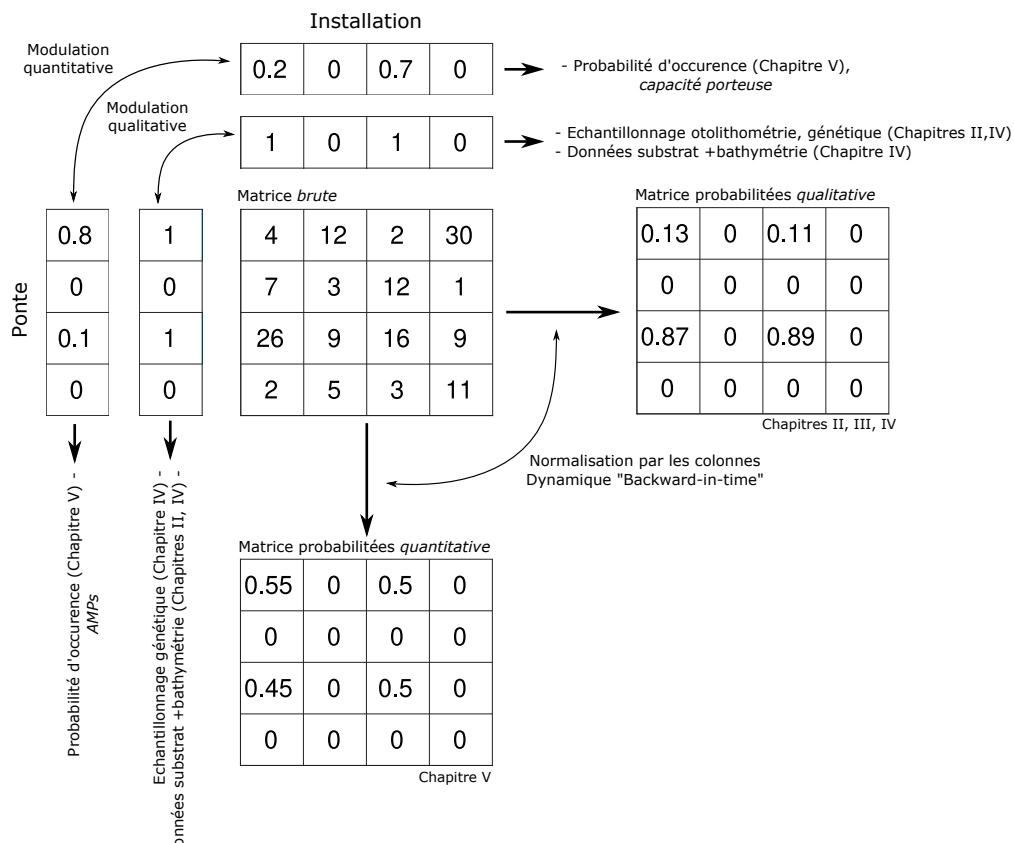 Installation
Modulation
quantitative
0.2 0 0.7 0
- Probabilité d'occurence (Chapitre V),
capacité porteuse
Modulation
qualitative
1 0 1 0
- Echantillonnage otolithométrie, génétique (Chapitres II,IV)
- Données substrat +bathymétrie (Chapitre IV)
Ponte
0.8
0
0.1
0
1
0
1
0
Matrice brute
4 12 2 30
7 3 12 1
26 9 16 9
2 5 3 11
Matrice probabilitées qualitative
0.13 0 0.11 0
0 0 0 0
0.87 0 0.89 0
0 0 0 0
Chapitres II, III, IV
Normalisation par les colonnes
Dynamique "Backward-in-time"
Probabilité d'occurence (Chapitre V) -
AMPs
Echantillonnage génétique (Chapitre IV) -
onnées substrat +bathymétrie (Chapitres II, IV) -
Matrice probabilitées quantitative
0.55 0 0.5 0
0 0 0 0
0.45 0 0.5 0
0 0 0 0
Chapitre V